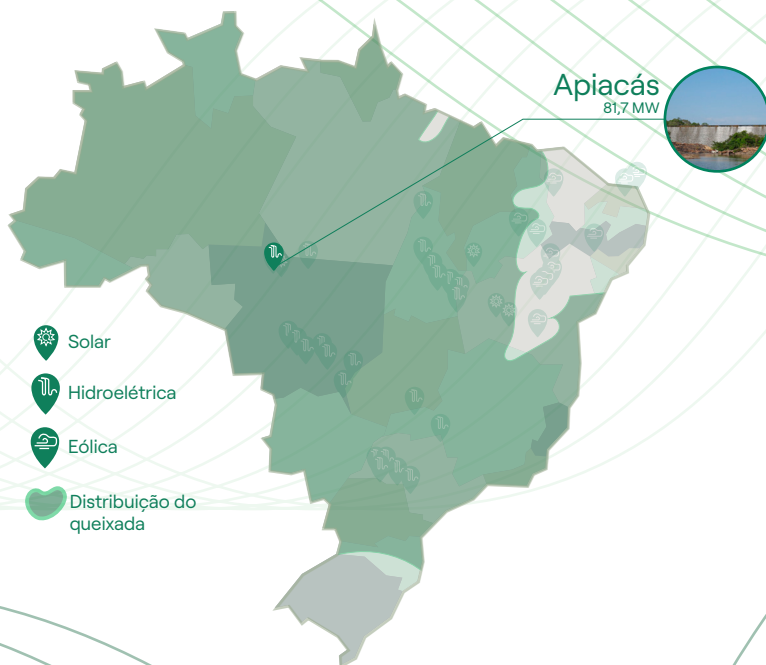 Apiacás
81,7 MW
Solar
Hidroelétrica
Eólica
Distribuição do
queixada